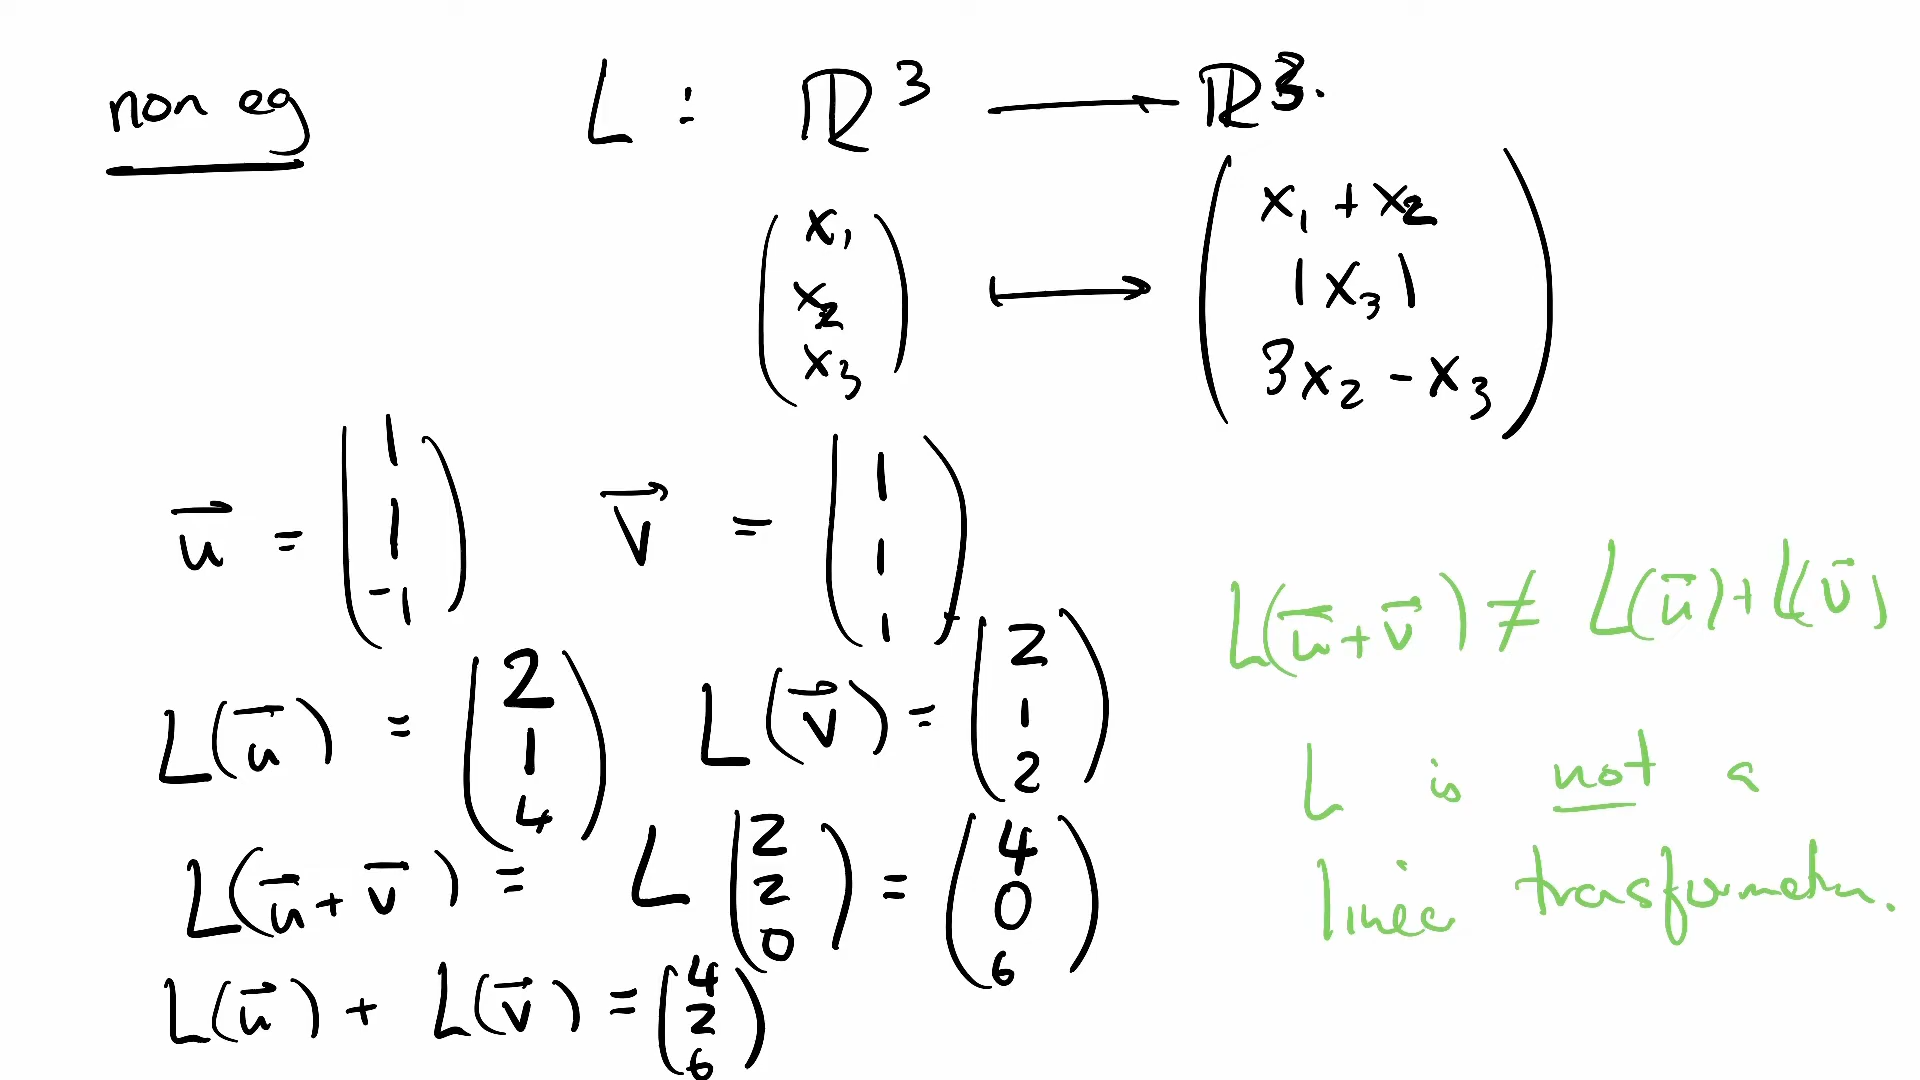 non eg L : ℝ³ ⟶ ℝ³.
(x₁, x₂, x₃) ⟼ (x₁ + x₂, |x₃|, 3x₂ - x₃)
u⃗ = (1, 1, -1) v⃗ = (1, 1, 1)
L(u⃗) = (2, 1, 4) L(v⃗) = (2, 1, 2)
L(u⃗ + v⃗) = L(2, 2, 0) = (4, 0, 6)
L(u⃗) + L(v⃗) = (4, 2, 6)
L(u⃗ + v⃗) ≠ L(u⃗) + L(v⃗)
L is not a
linear transformation.